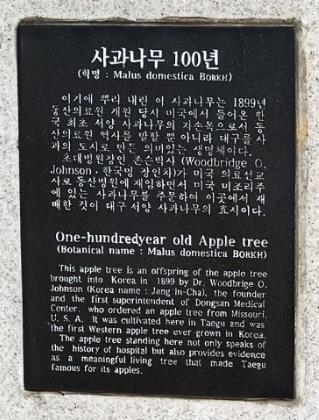 사과나무 100년
(학명 : Malus domestica BORKH)
여기에 뿌리 내린 이 사과나무는 1899년
동산의료원 개원 당시 미국에서 들여온 한
국 최초 서양 사과나무의 자손목으로서 동
산의료원 역사를 말할 뿐 아니라 대구를 사
과의 도시로 만든 의미있는 생명체이다.
초대병원장인 존슨박사 (Woodbridge O.
Johnson · 한국명 장인차)가 미국 의료선교
사로 동산병원에 재임하면서 미국 미조리주
에 있는 사과나무를 주문하여 이곳에서 재
배한 것이 대구 서양 사과나무의 효시이다.
One-hundredyear old Apple tree
(Botanical name : Malus domestica BORKH)
This apple tree is an offspring of the apple tree
brought into Korea in 1899 by Dr. Woodbrige O.
Johnson (Korea name : Jang In-Cha), the founder
and the first superintendent of Dongsan Medical
Center, who ordered an apple tree from Missouri,
U. S. A. It was cultivated here in Taegu and was
the first Western apple tree ever grown in Korea.
The apple tree standing here not only speaks of
the history of hospital but also provides evidence
as a meaningful living tree that made Taegu
famous for its apples.